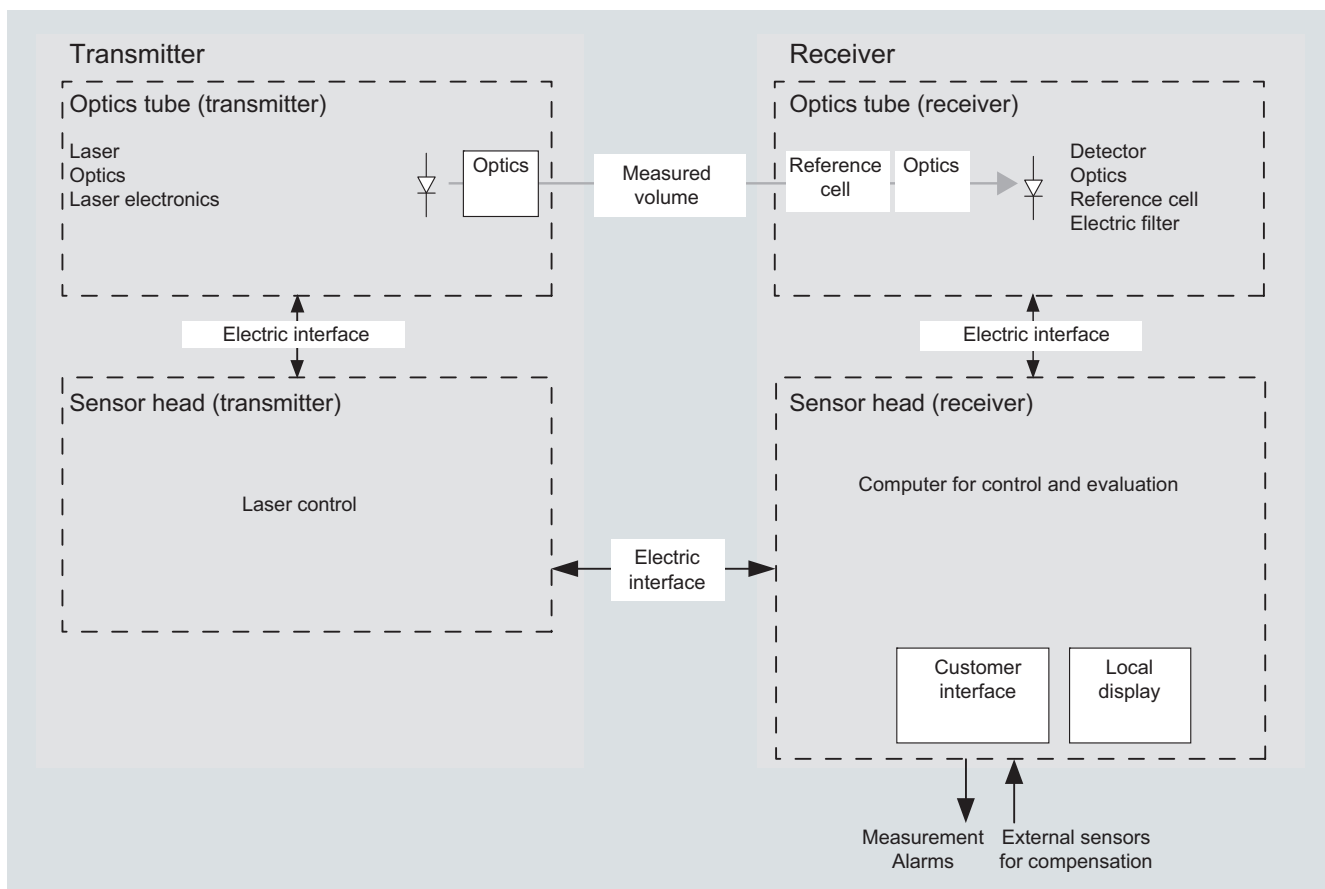 Transmitter
Optics tube (transmitter)
Laser
Optics
Laser electronics
Optics
Measured
volume
Receiver
Optics tube (receiver)
Reference
cell
Optics
Detector
Optics
Reference cell
Electric filter
Electric interface
Electric interface
Sensor head (transmitter)
Laser control
Electric
interface
Sensor head (receiver)
Computer for control and evaluation
Customer
interface
Local
display
Measurement
Alarms
External sensors
for compensation